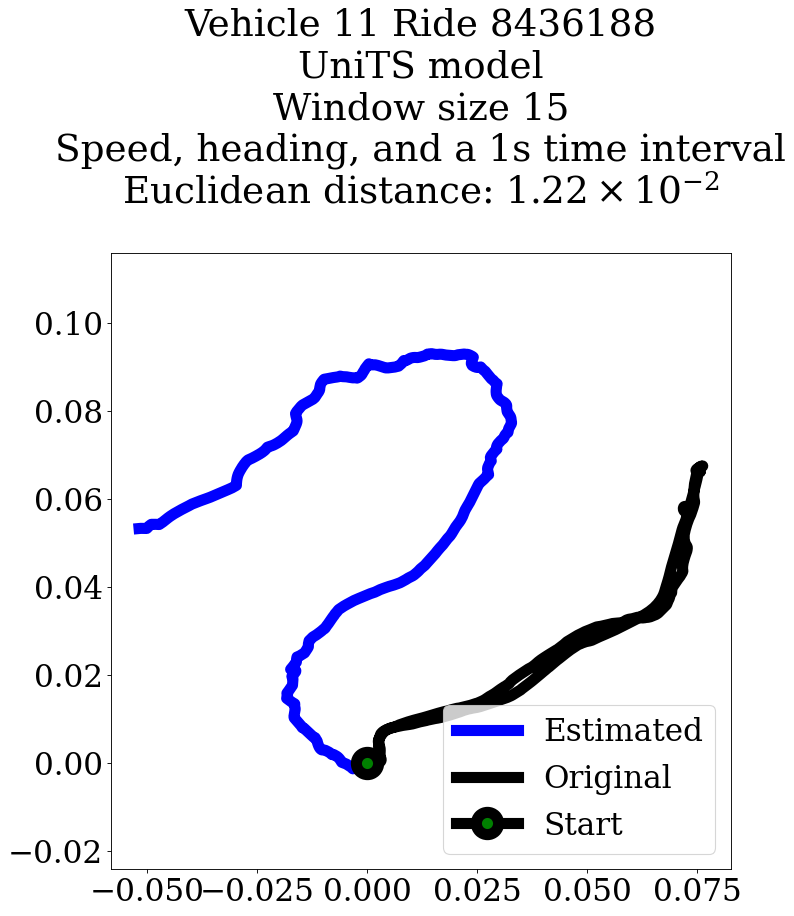 Vehicle 11 Ride 8436188
UniTS model
Window size 15
Speed, heading, and a 1s time interval
Euclidean distance: 1.22 × 10⁻²
0.10
0.08
0.06
0.04
0.02
0.00
−0.02
−0.050 −0.025 0.000 0.025 0.050 0.075
Estimated
Original
Start